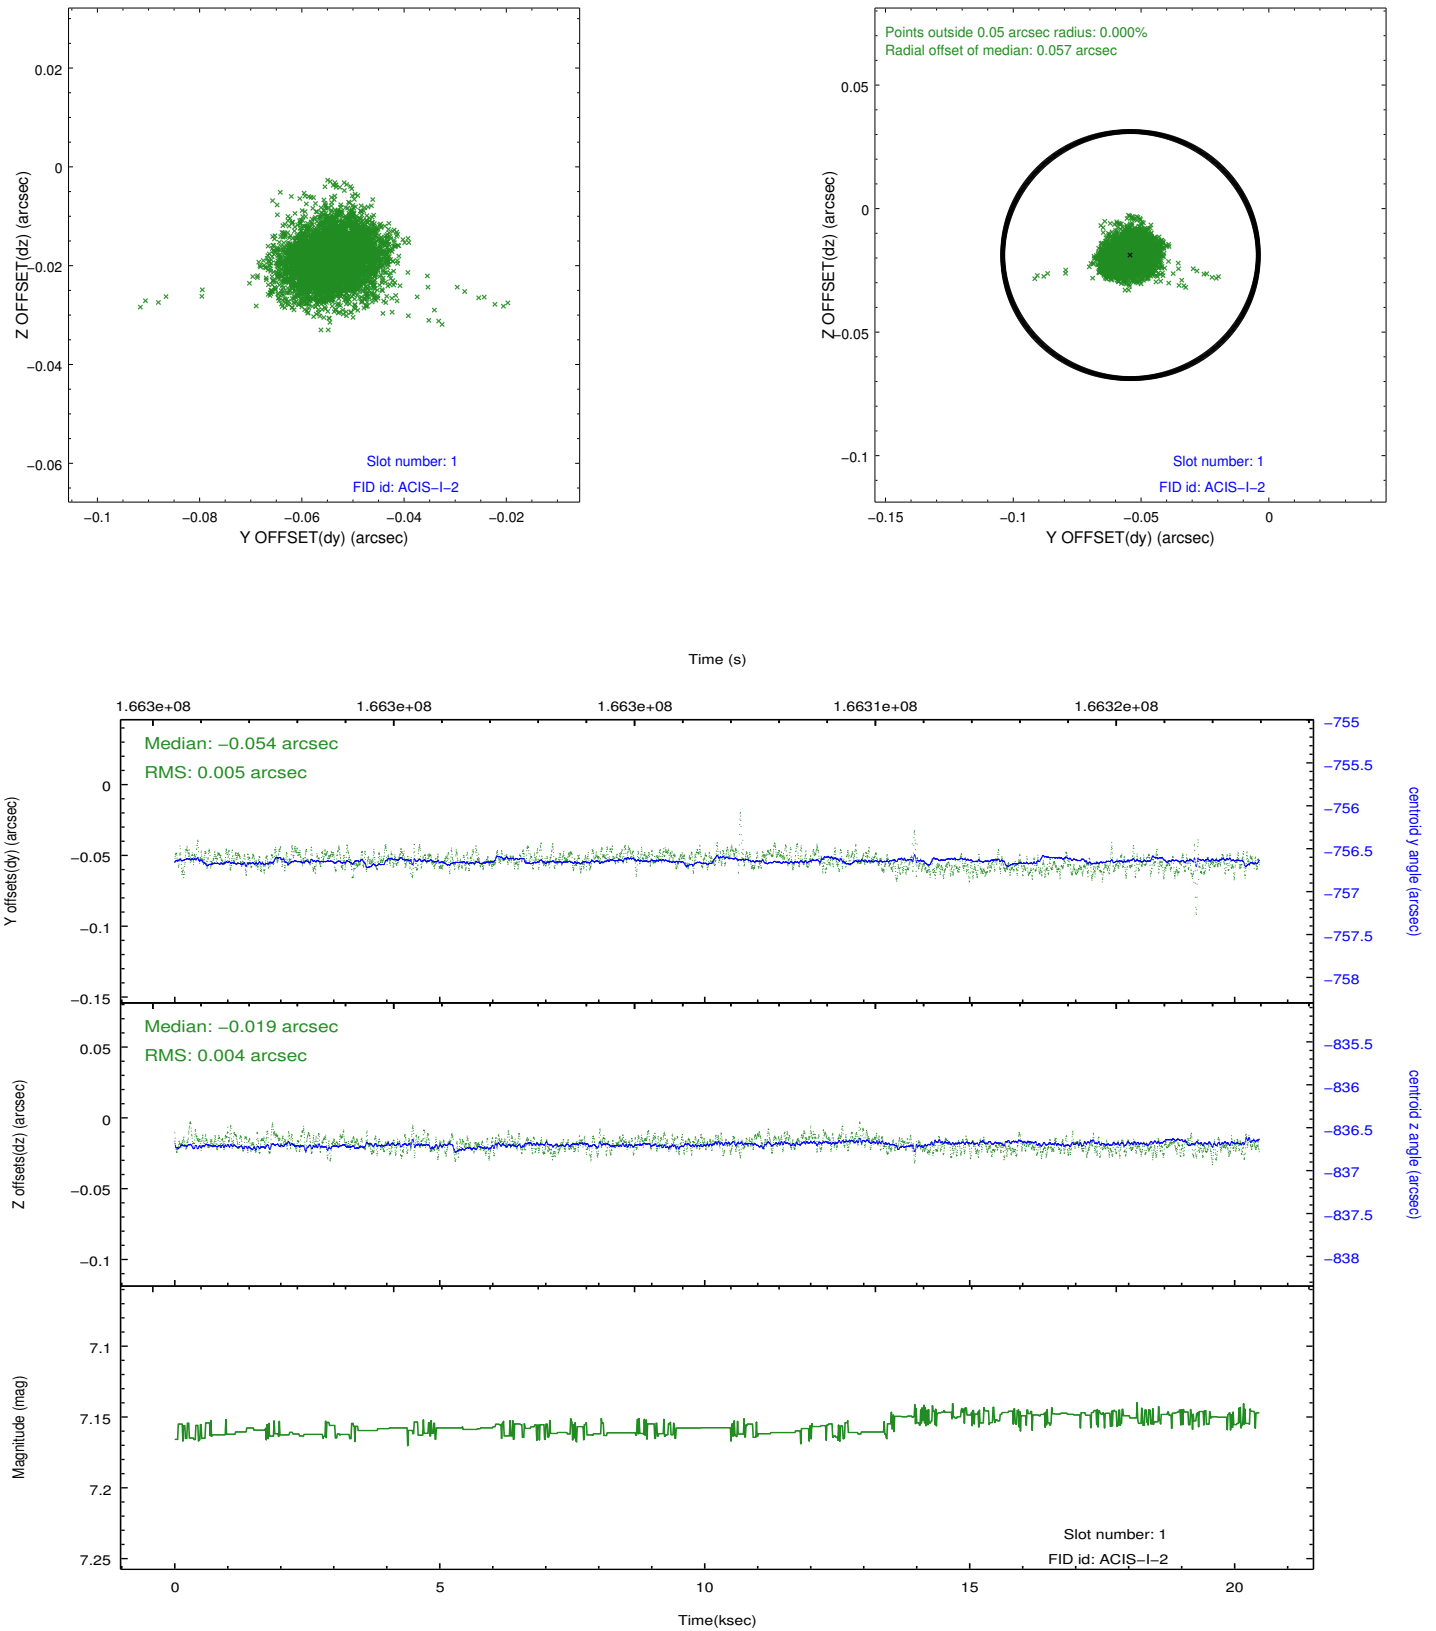 0.02
0
−0.02
−0.04
−0.06
Z OFFSET(dz) (arcsec)
Slot number: 1
FID id: ACIS−I−2
−0.1
−0.08
−0.06
−0.04
−0.02
Y OFFSET(dy) (arcsec)
Points outside 0.05 arcsec radius: 0.000%
Radial offset of median: 0.057 arcsec
0.05
0
−0.05
−0.1
Z OFFSET(dz) (arcsec)
Slot number: 1
FID id: ACIS−I−2
−0.15
−0.1
−0.05
0
Y OFFSET(dy) (arcsec)
Time (s)
1.663e+08
1.663e+08
1.663e+08
1.6631e+08
1.6632e+08
Median: −0.054 arcsec
RMS: 0.005 arcsec
0
−0.05
−0.1
−0.15
Y offsets(dy) (arcsec)
−755
−755.5
−756
−756.5
−757
−757.5
−758
centroid y angle (arcsec)
Median: −0.019 arcsec
RMS: 0.004 arcsec
0.05
0
−0.05
−0.1
Z offsets(dz) (arcsec)
−835.5
−836
−836.5
−837
−837.5
−838
centroid z angle (arcsec)
7.1
7.15
7.2
7.25
Magnitude (mag)
Slot number: 1
FID id: ACIS−I−2
0
5
10
15
20
Time(ksec)